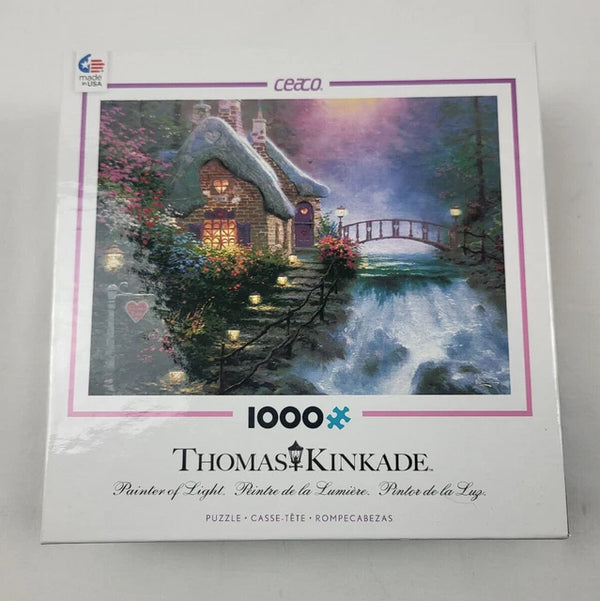 made
in USA
ceaco.
1000
THOMAS KINKADE.
Painter of Light. Peintre de la Lumière. Pintor de la Luz.
PUZZLE • CASSE-TÊTE • ROMPECABEZAS